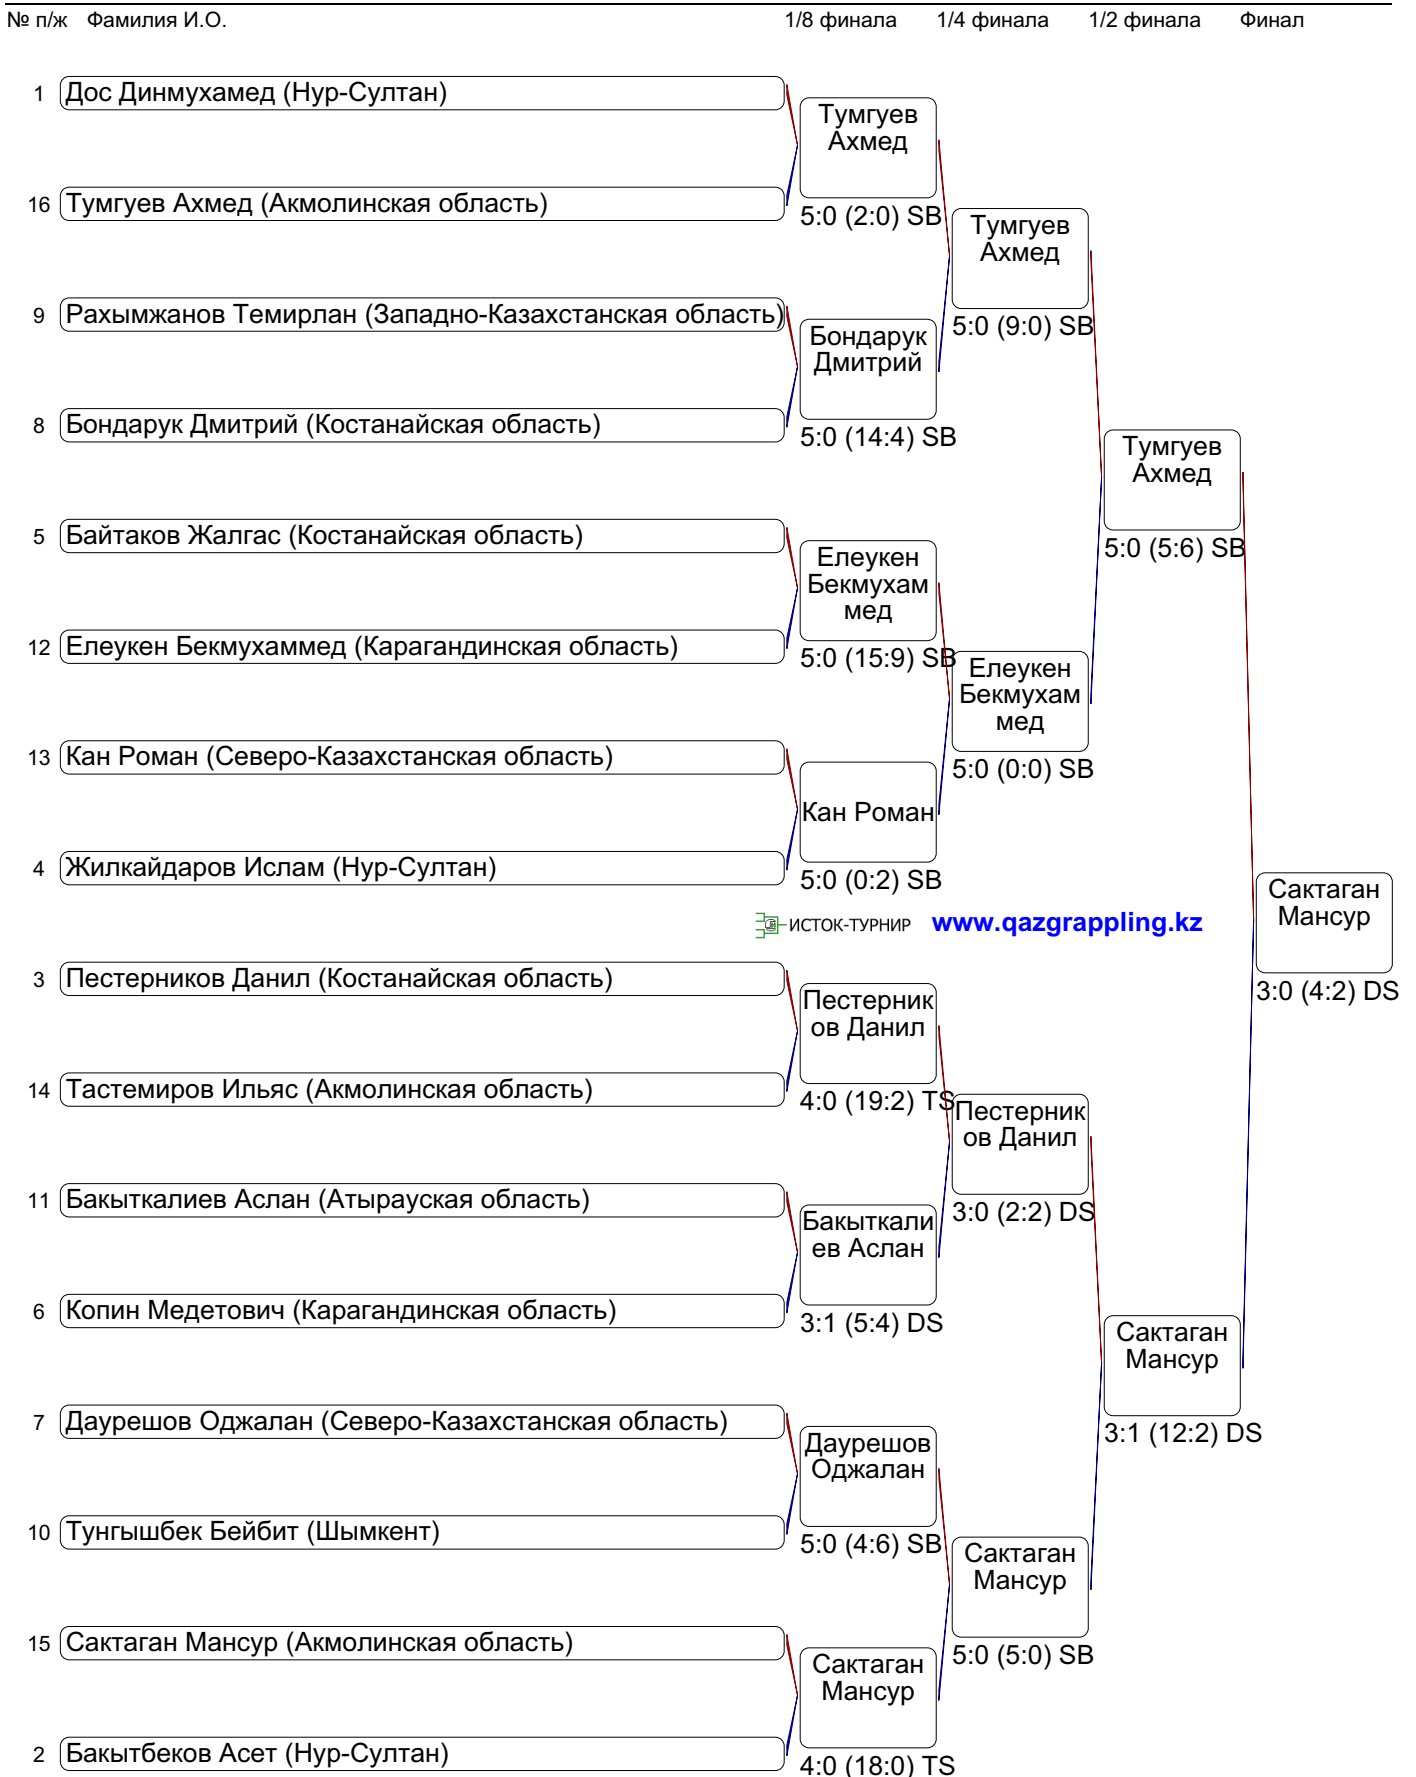 № п/ж Фамилия И.О. 1/8 финала 1/4 финала 1/2 финала Финал
1 Дос Динмухамед (Нур-Султан)
Тумгуев
Ахмед
16 Тумгуев Ахмед (Акмолинская область)
5:0 (2:0) SB
Тумгуев
Ахмед
9 Рахымжанов Темирлан (Западно-Казахстанская область)
5:0 (9:0) SB
Бондарук
Дмитрий
8 Бондарук Дмитрий (Костанайская область)
5:0 (14:4) SB
Тумгуев
Ахмед
5 Байтаков Жалгас (Костанайская область)
5:0 (5:6) SB
Елеукен
Бекмухам
мед
12 Елеукен Бекмухаммед (Карагандинская область)
5:0 (15:9) SB
Елеукен
Бекмухам
мед
13 Кан Роман (Северо-Казахстанская область)
5:0 (0:0) SB
Кан Роман
4 Жилкайдаров Ислам (Нур-Султан)
5:0 (0:2) SB
Сактаган
Мансур
ИСТОК-ТУРНИР www.qazgrappling.kz
3 Пестерников Данил (Костанайская область)
3:0 (4:2) DS
Пестерник
ов Данил
14 Тастемиров Ильяс (Акмолинская область)
4:0 (19:2) TS
Пестерник
ов Данил
11 Бакыткалиев Аслан (Атырауская область)
3:0 (2:2) DS
Бакыткали
ев Аслан
6 Копин Медетович (Карагандинская область)
3:1 (5:4) DS
Сактаган
Мансур
7 Даурешов Оджалан (Северо-Казахстанская область)
3:1 (12:2) DS
Даурешов
Оджалан
10 Тунгышбек Бейбит (Шымкент)
5:0 (4:6) SB
Сактаган
Мансур
15 Сактаган Мансур (Акмолинская область)
5:0 (5:0) SB
Сактаган
Мансур
2 Бакытбеков Асет (Нур-Султан)
4:0 (18:0) TS